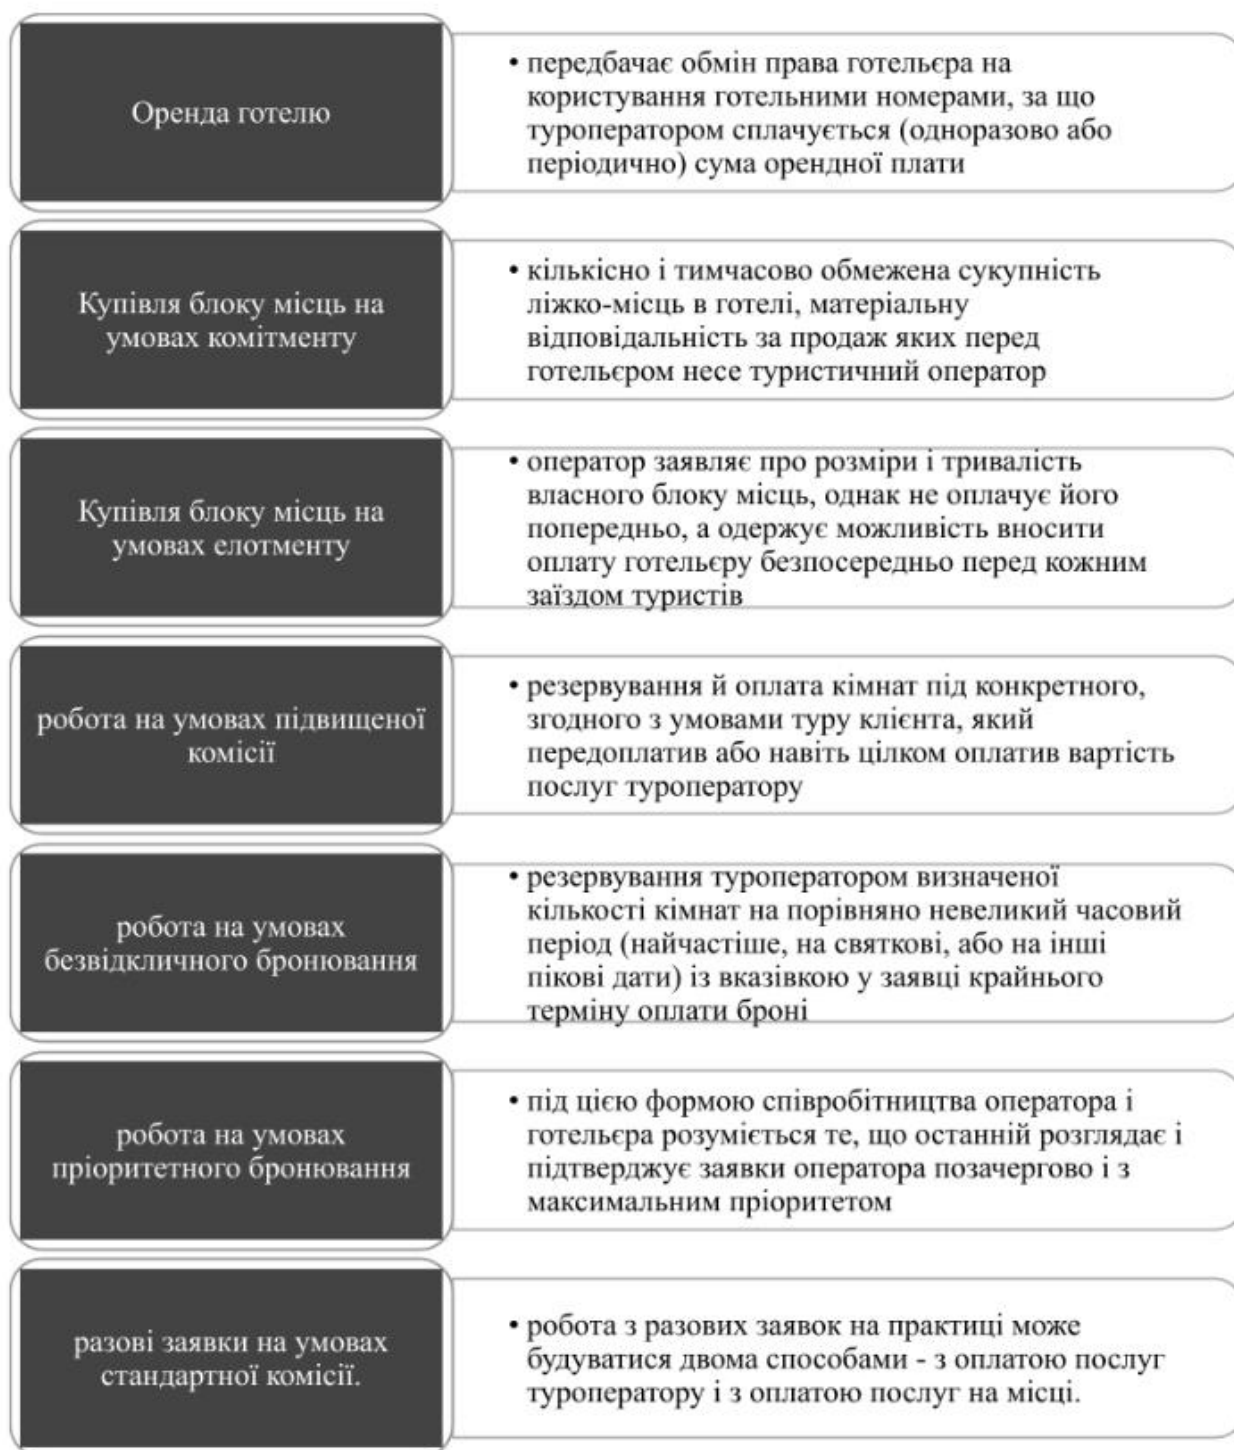 Оренда готелю
• передбачає обмін права готельєра на
користування готельними номерами, за що
туроператором сплачується (одноразово або
періодично) сума орендної плати
Купівля блоку місць на
умовах комітменту
• кількісно і тимчасово обмежена сукупність
ліжко-місць в готелі, матеріальну
відповідальність за продаж яких перед
готельєром несе туристичний оператор
Купівля блоку місць на
умовах елотменту
• оператор заявляє про розміри і тривалість
власного блоку місць, однак не оплачує його
попередньо, а одержує можливість вносити
оплату готельєру безпосередньо перед кожним
заїздом туристів
робота на умовах підвищеної
комісії
• резервування й оплата кімнат під конкретного,
згодного з умовами туру клієнта, який
передоплатив або навіть цілком оплатив вартість
послуг туроператору
робота на умовах
безвідкличного бронювання
• резервування туроператором визначеної
кількості кімнат на порівняно невеликий часовий
період (найчастіше, на святкові, або на інші
пікові дати) із вказівкою у заявці крайнього
терміну оплати броні
робота на умовах
пріоритетного бронювання
• під цією формою співробітництва оператора і
готельєра розуміється те, що останній розглядає і
підтверджує заявки оператора позачергово і з
максимальним пріоритетом
разові заявки на умовах
стандартної комісії.
• робота з разових заявок на практиці може
будуватися двома способами - з оплатою послуг
туроператору і з оплатою послуг на місці.